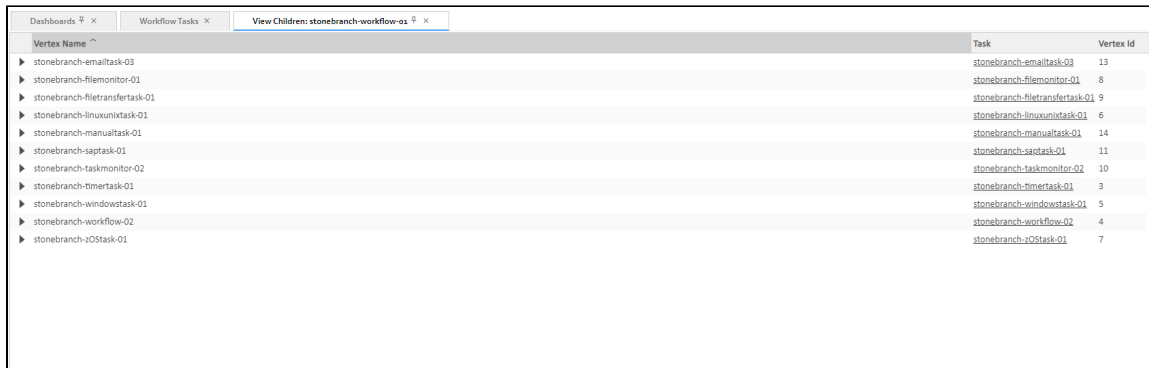 Dashboards × Workflow Tasks × View Children: stonebranch-workflow-01 ×
Vertex Name Task Vertex Id
stonebranch-emailtask-03 stonebranch-emailtask-03 13
stonebranch-filemonitor-01 stonebranch-filemonitor-01 8
stonebranch-filetransfertask-01 stonebranch-filetransfertask-01 9
stonebranch-linuxunixtask-01 stonebranch-linuxunixtask-01 6
stonebranch-manualtask-01 stonebranch-manualtask-01 14
stonebranch-saptask-01 stonebranch-saptask-01 11
stonebranch-taskmonitor-02 stonebranch-taskmonitor-02 10
stonebranch-timertask-01 stonebranch-timertask-01 3
stonebranch-windowstask-01 stonebranch-windowstask-01 5
stonebranch-workflow-02 stonebranch-workflow-02 4
stonebranch-zOStask-01 stonebranch-zOStask-01 7